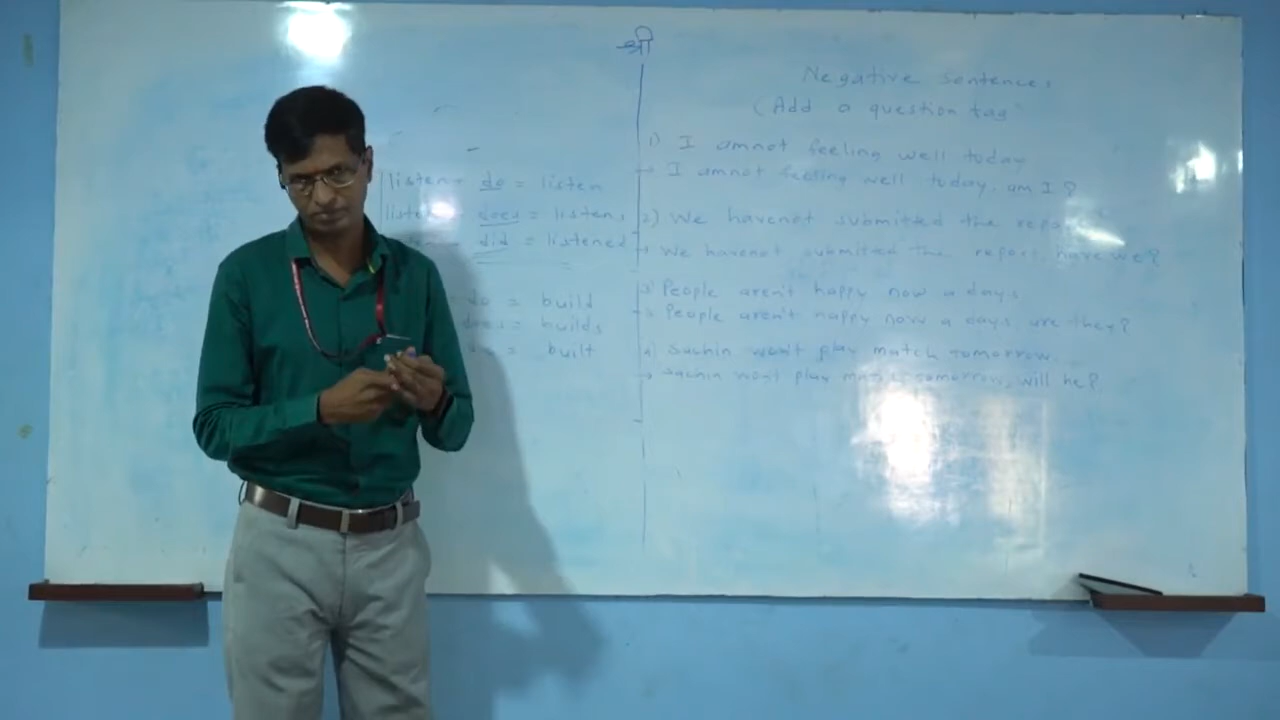 श्री
listen - do = listen
does = listens
did = listened
do = build
does = builds
= built
Negative Sentences
(Add a question tag
1) I amnot feeling well today
→ I amnot feeling well today, am I?
2) We havenot submitted the
→ We havenot submitted the report, have we?
3) People aren't happy now a days
→ People aren't happy now a days, are they?
4) Sachin won't play match tomorrow.
→ Sachin wont play match tomorrow, will he?